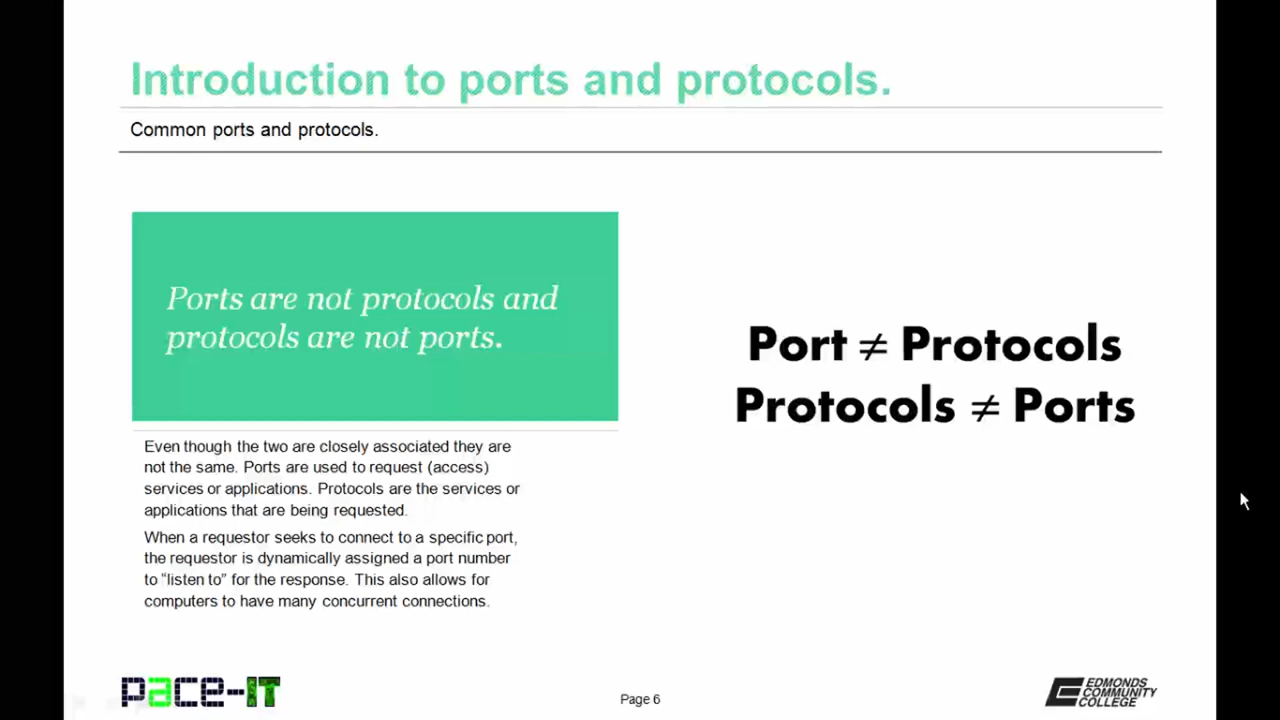 Introduction to ports and protocols.
Common ports and protocols.
Ports are not protocols and
protocols are not ports.
Even though the two are closely associated they are
not the same. Ports are used to request (access)
services or applications. Protocols are the services or
applications that are being requested.
When a requestor seeks to connect to a specific port,
the requestor is dynamically assigned a port number
to “listen to” for the response. This also allows for
computers to have many concurrent connections.
Port ≠ Protocols
Protocols ≠ Ports
pace-IT
Page 6
EDMONDS
COMMUNITY
COLLEGE